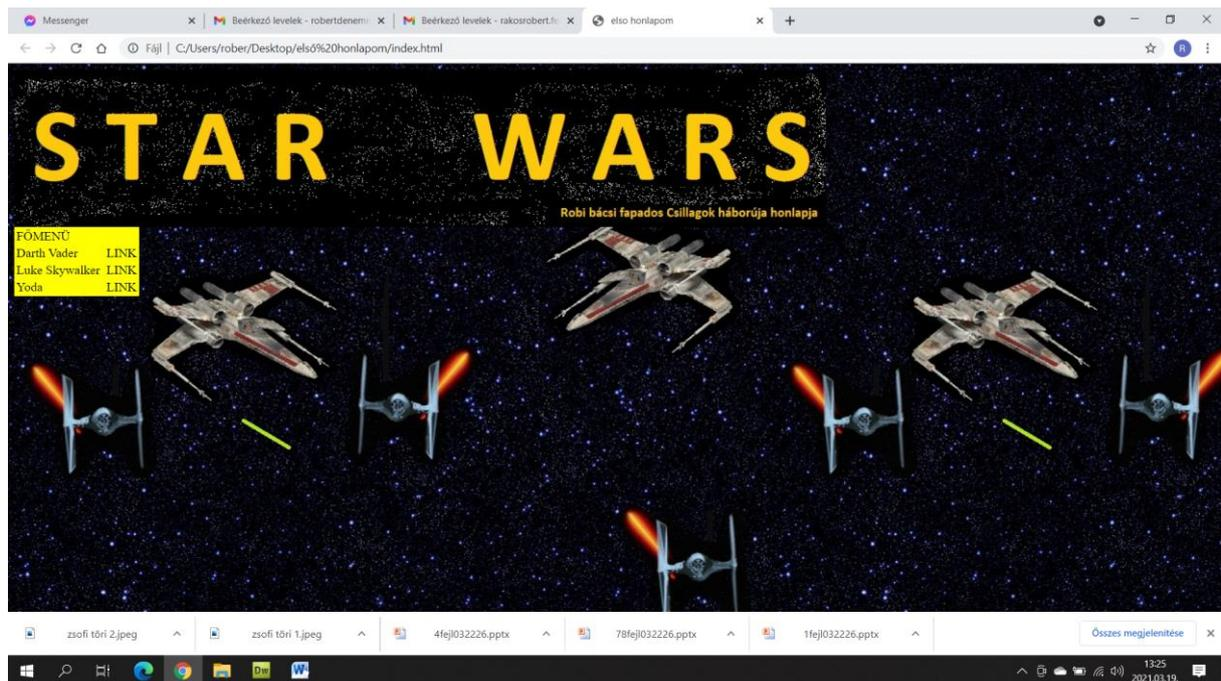 Messenger
Beérkező levelek - robertdenem
Beérkező levelek - rakosrobert.fe
elso honlapom
Fájl | C:/Users/rober/Desktop/első%20honlapom/index.html
R
STAR WARS
Robi bácsi fapados Csillagok háborúja honlapja
FŐMENÜ
Darth Vader LINK
Luke Skywalker LINK
Yoda LINK
zsofi töri 2.jpeg
zsofi töri 1.jpeg
4fejl032226.pptx
78fejl032226.pptx
1fejl032226.pptx
Összes megjelenítése
Dw
W
13:25
2021.03.19.